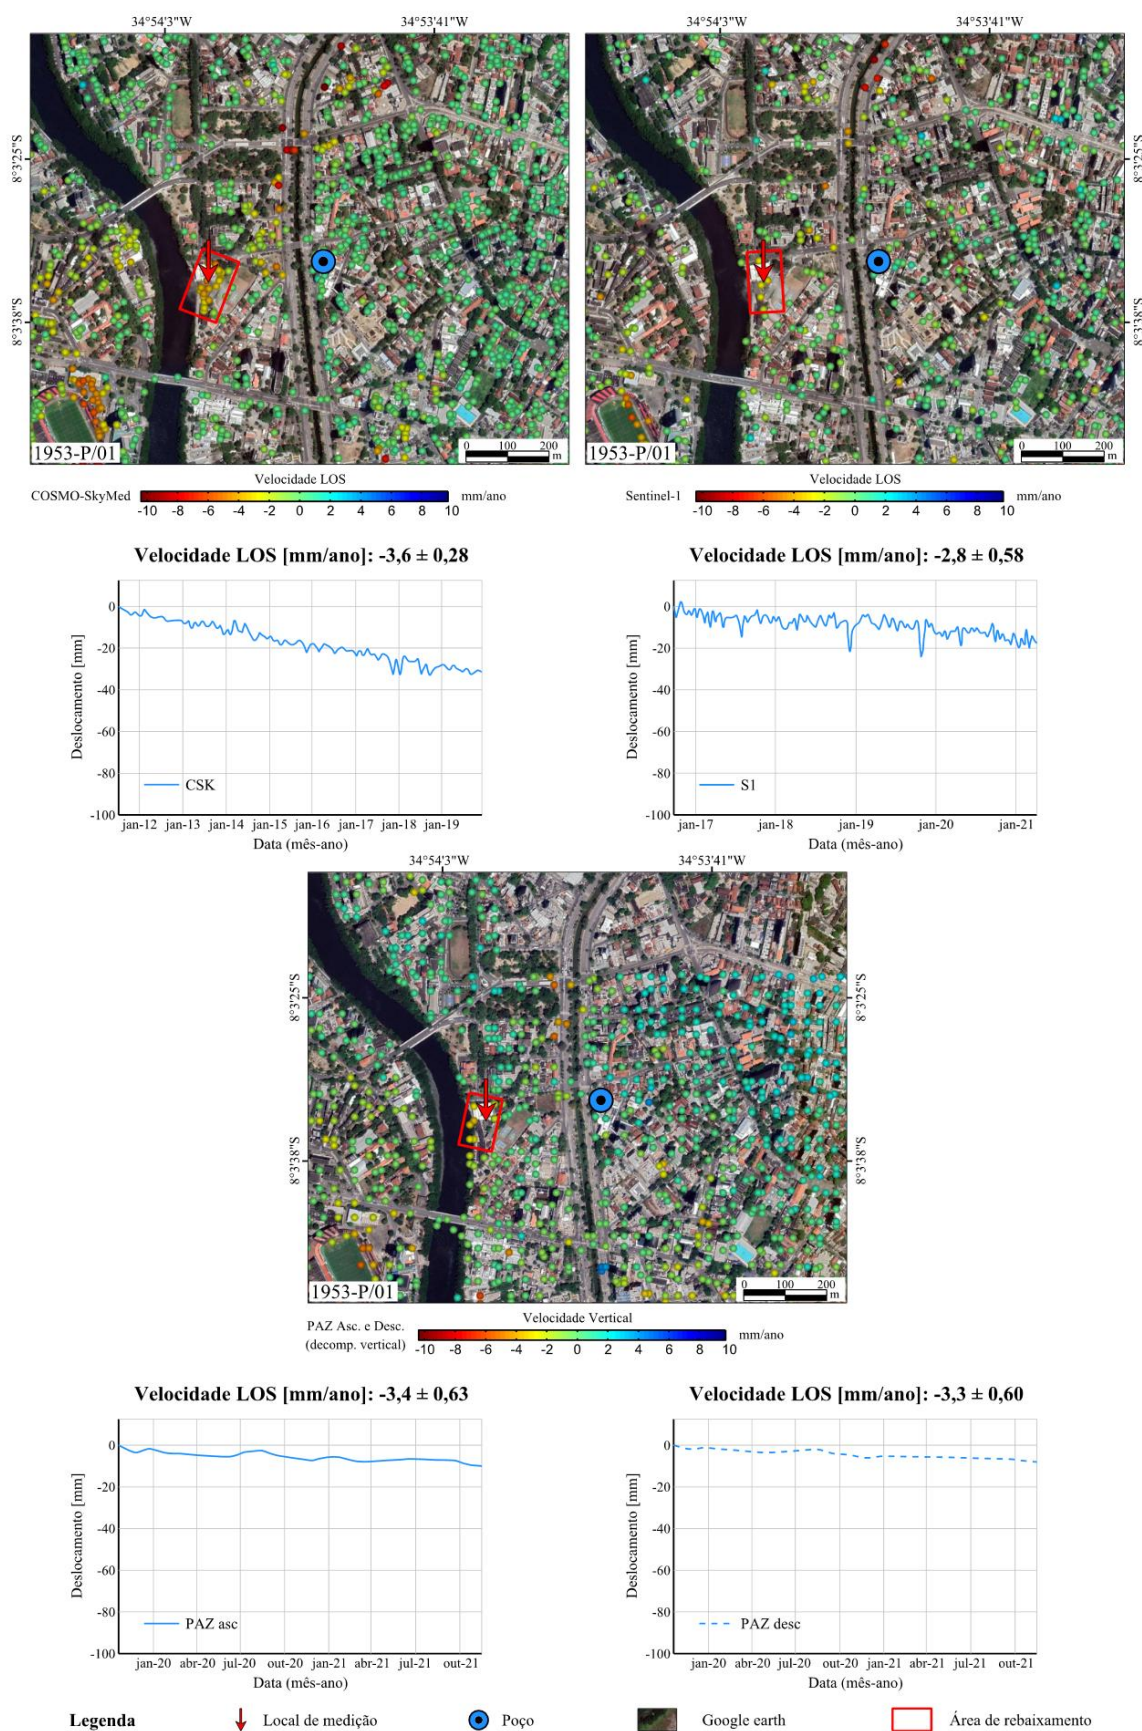 34°54'3"W 34°53'41"W 34°54'3"W 34°53'41"W
8°3'25"S 8°3'25"S
8°3'38"S 8°3'38"S
1953-P/01 0 100 200 m
1953-P/01 0 100 200 m
Velocidade LOS
COSMO-SkyMed mm/ano
-10 -8 -6 -4 -2 0 2 4 6 8 10
Velocidade LOS
Sentinel-1 mm/ano
-10 -8 -6 -4 -2 0 2 4 6 8 10
Velocidade LOS [mm/ano]: -3,6 ± 0,28
Deslocamento [mm]
0
-20
-40
-60
-80
-100
CSK
jan-12 jan-13 jan-14 jan-15 jan-16 jan-17 jan-18 jan-19
Data (mês-ano)
Velocidade LOS [mm/ano]: -2,8 ± 0,58
Deslocamento [mm]
0
-20
-40
-60
-80
-100
S1
jan-17 jan-18 jan-19 jan-20 jan-21
Data (mês-ano)
34°54'3"W 34°53'41"W
8°3'25"S 8°3'25"S
8°3'38"S 8°3'38"S
1953-P/01 0 100 200 m
Velocidade Vertical
PAZ Asc. e Desc. mm/ano
(decomp. vertical) -10 -8 -6 -4 -2 0 2 4 6 8 10
Velocidade LOS [mm/ano]: -3,4 ± 0,63
Deslocamento [mm]
0
-20
-40
-60
-80
-100
PAZ asc
jan-20 abr-20 jul-20 out-20 jan-21 abr-21 jul-21 out-21
Data (mês-ano)
Velocidade LOS [mm/ano]: -3,3 ± 0,60
Deslocamento [mm]
0
-20
-40
-60
-80
-100
PAZ desc
jan-20 abr-20 jul-20 out-20 jan-21 abr-21 jul-21 out-21
Data (mês-ano)
Legenda Local de medição Poço Google earth Área de rebaixamento